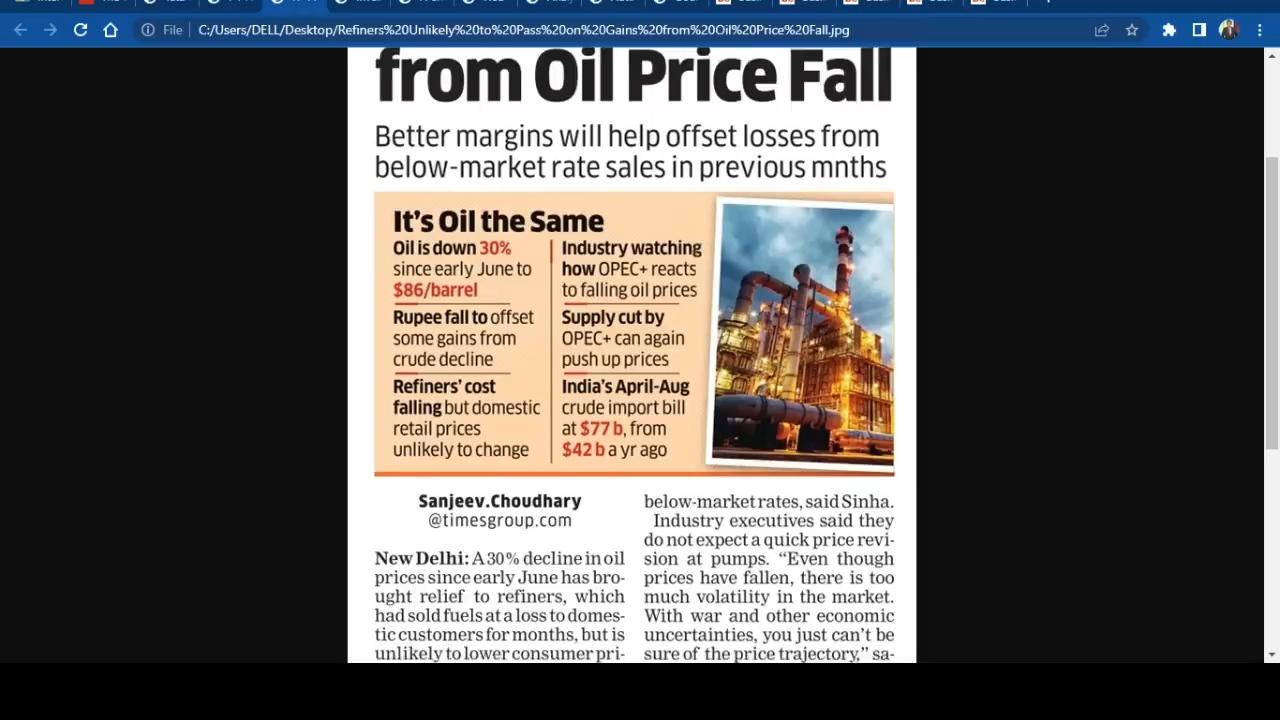 File
C:/Users/DELL/Desktop/Refiners%20Unlikely%20to%20Pass%20on%20Gains%20from%20Oil%20Price%20Fall.jpg
from Oil Price Fall
Better margins will help offset losses from
below-market rate sales in previous mnths
It's Oil the Same
Oil is down 30%
since early June to
$86/barrel
Rupee fall to offset
some gains from
crude decline
Refiners' cost
falling but domestic
retail prices
unlikely to change
Industry watching
how OPEC+ reacts
to falling oil prices
Supply cut by
OPEC+ can again
push up prices
India's April-Aug
crude import bill
at $77 b, from
$42 b a yr ago
Sanjeev.Choudhary
@timesgroup.com
New Delhi: A 30% decline in oil
prices since early June has bro-
ught relief to refiners, which
had sold fuels at a loss to domes-
tic customers for months, but is
unlikely to lower consumer pri-
below-market rates, said Sinha.
Industry executives said they
do not expect a quick price revi-
sion at pumps. “Even though
prices have fallen, there is too
much volatility in the market.
With war and other economic
uncertainties, you just can't be
sure of the price trajectory,” sa-